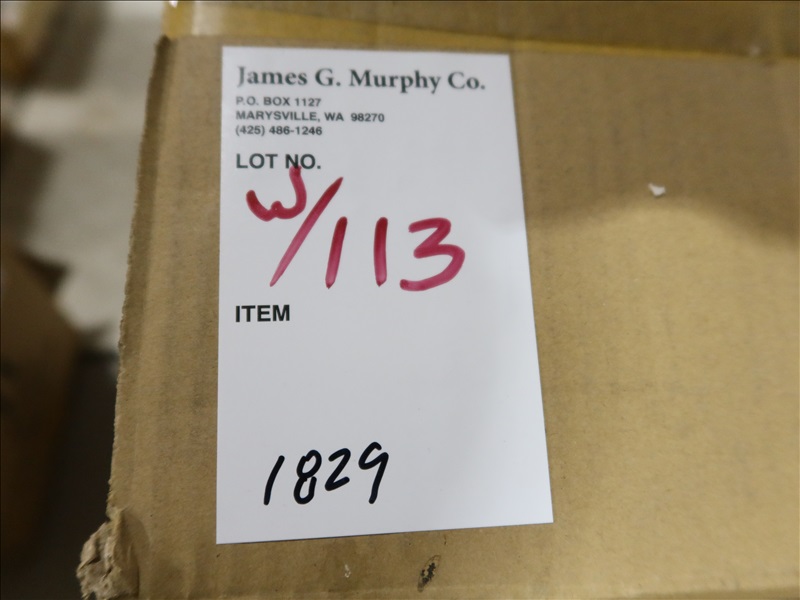 James G. Murphy Co.
P.O. BOX 1127
MARYSVILLE, WA 98270
(425) 486-1246
LOT NO.
w/113
ITEM
1829